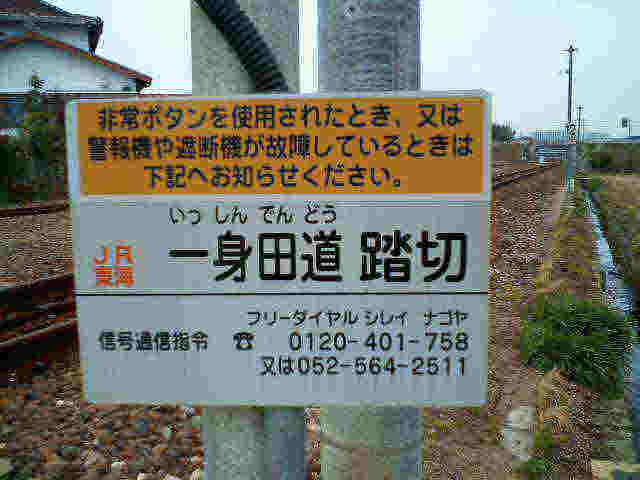 非常ボタンを使用されたとき、又は
警報機や遮断機が故障しているときは
下記へお知らせください。
いっ しん でん どう
JR
東海
一身田道 踏切
フリーダイヤル シレイ ナゴヤ
信号通信指令 ☎ 0120-401-758
又は052-564-2511